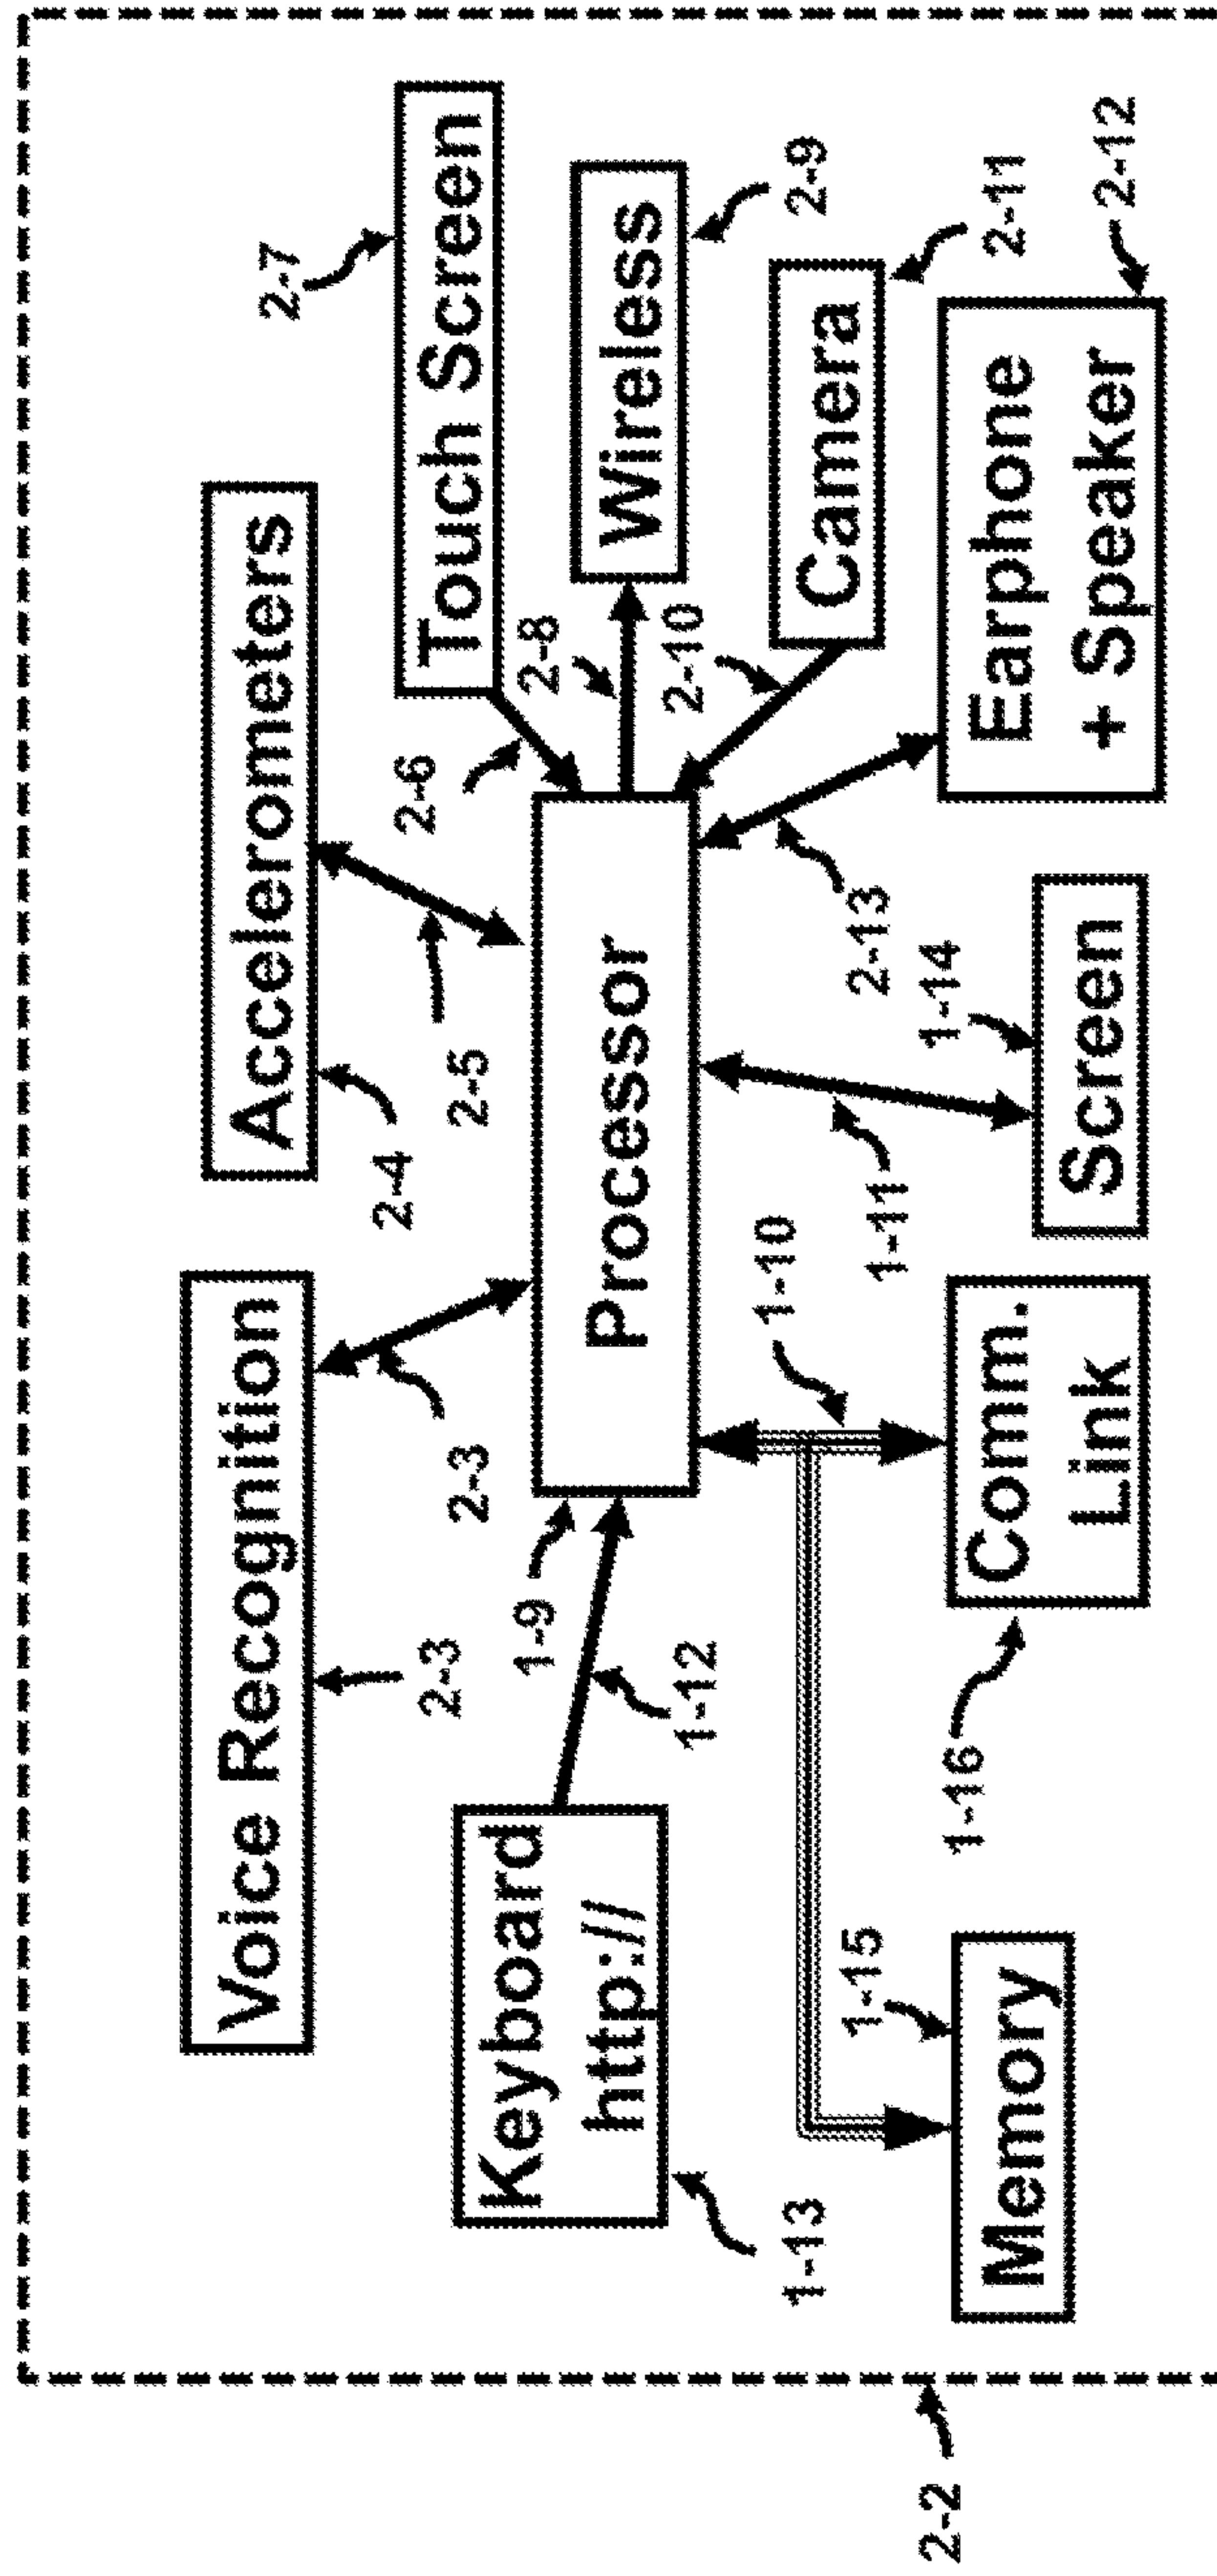 2-7
Accelerometers
Touch Screen
Voice Recognition
2-4
2-5
2-6
2-8
Wireless
2-9
2-3
2-3
Keyboard
http://
1-9
Processor
2-10
Camera
2-11
1-12
1-13
1-10
1-11
1-14
2-13
Earphone
+ Speaker
2-12
1-15
Memory
1-16
Comm.
Link
Screen
2-2